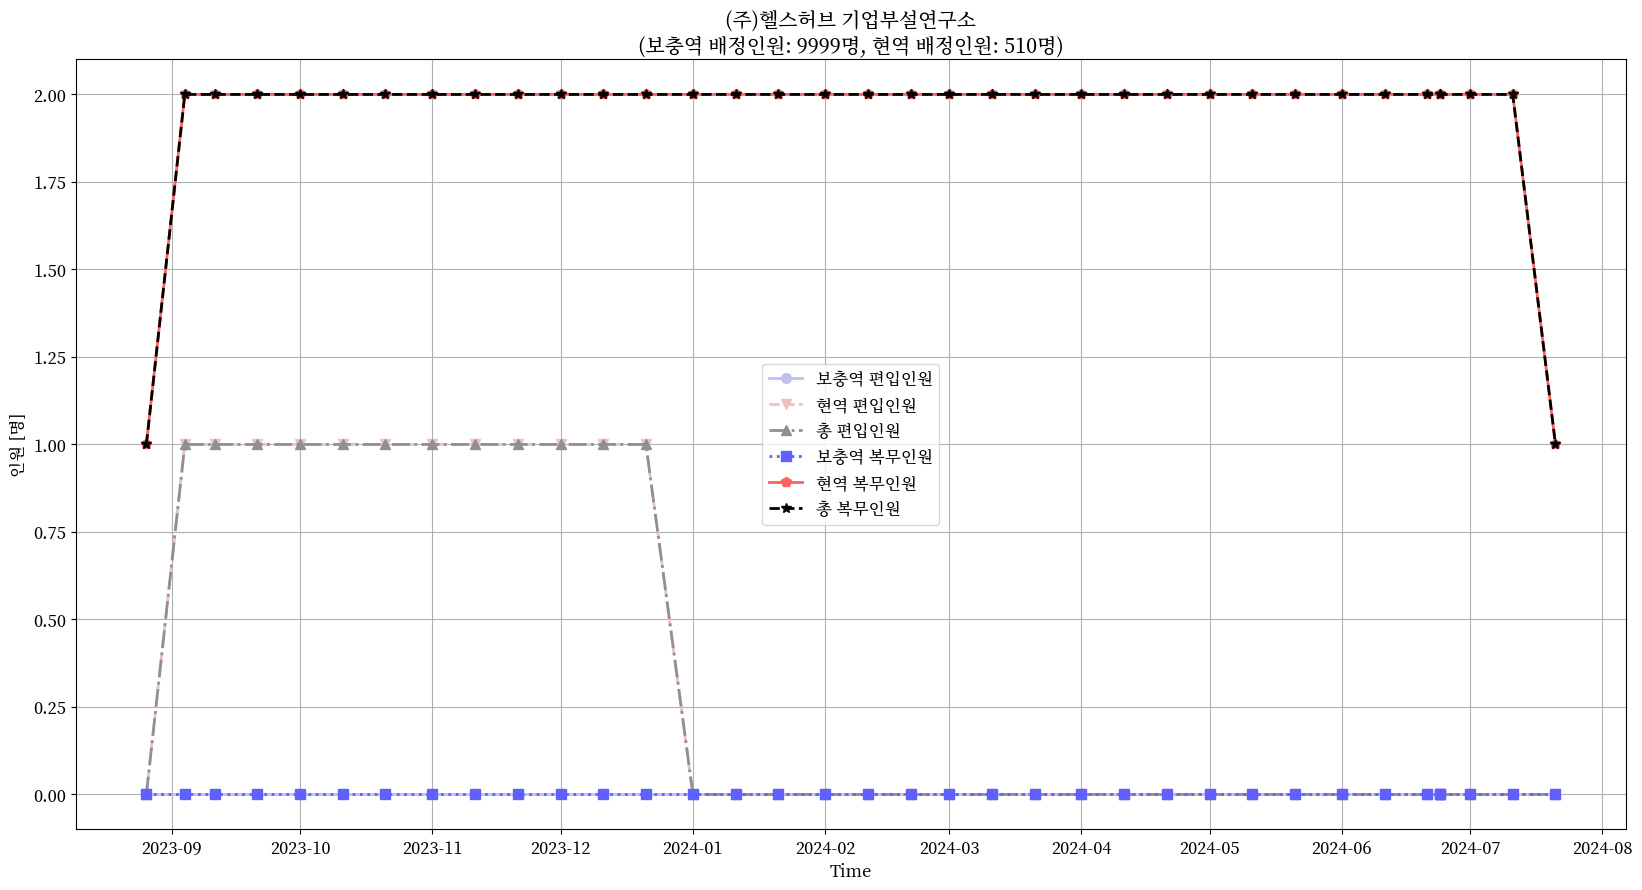 (주)헬스허브 기업부설연구소
(보충역 배정인원: 9999명, 현역 배정인원: 510명)
인원 [명]
2.00
1.75
1.50
1.25
1.00
0.75
0.50
0.25
0.00
보충역 편입인원
현역 편입인원
총 편입인원
보충역 복무인원
현역 복무인원
총 복무인원
2023-09
2023-10
2023-11
2023-12
2024-01
2024-02
2024-03
2024-04
2024-05
2024-06
2024-07
2024-08
Time